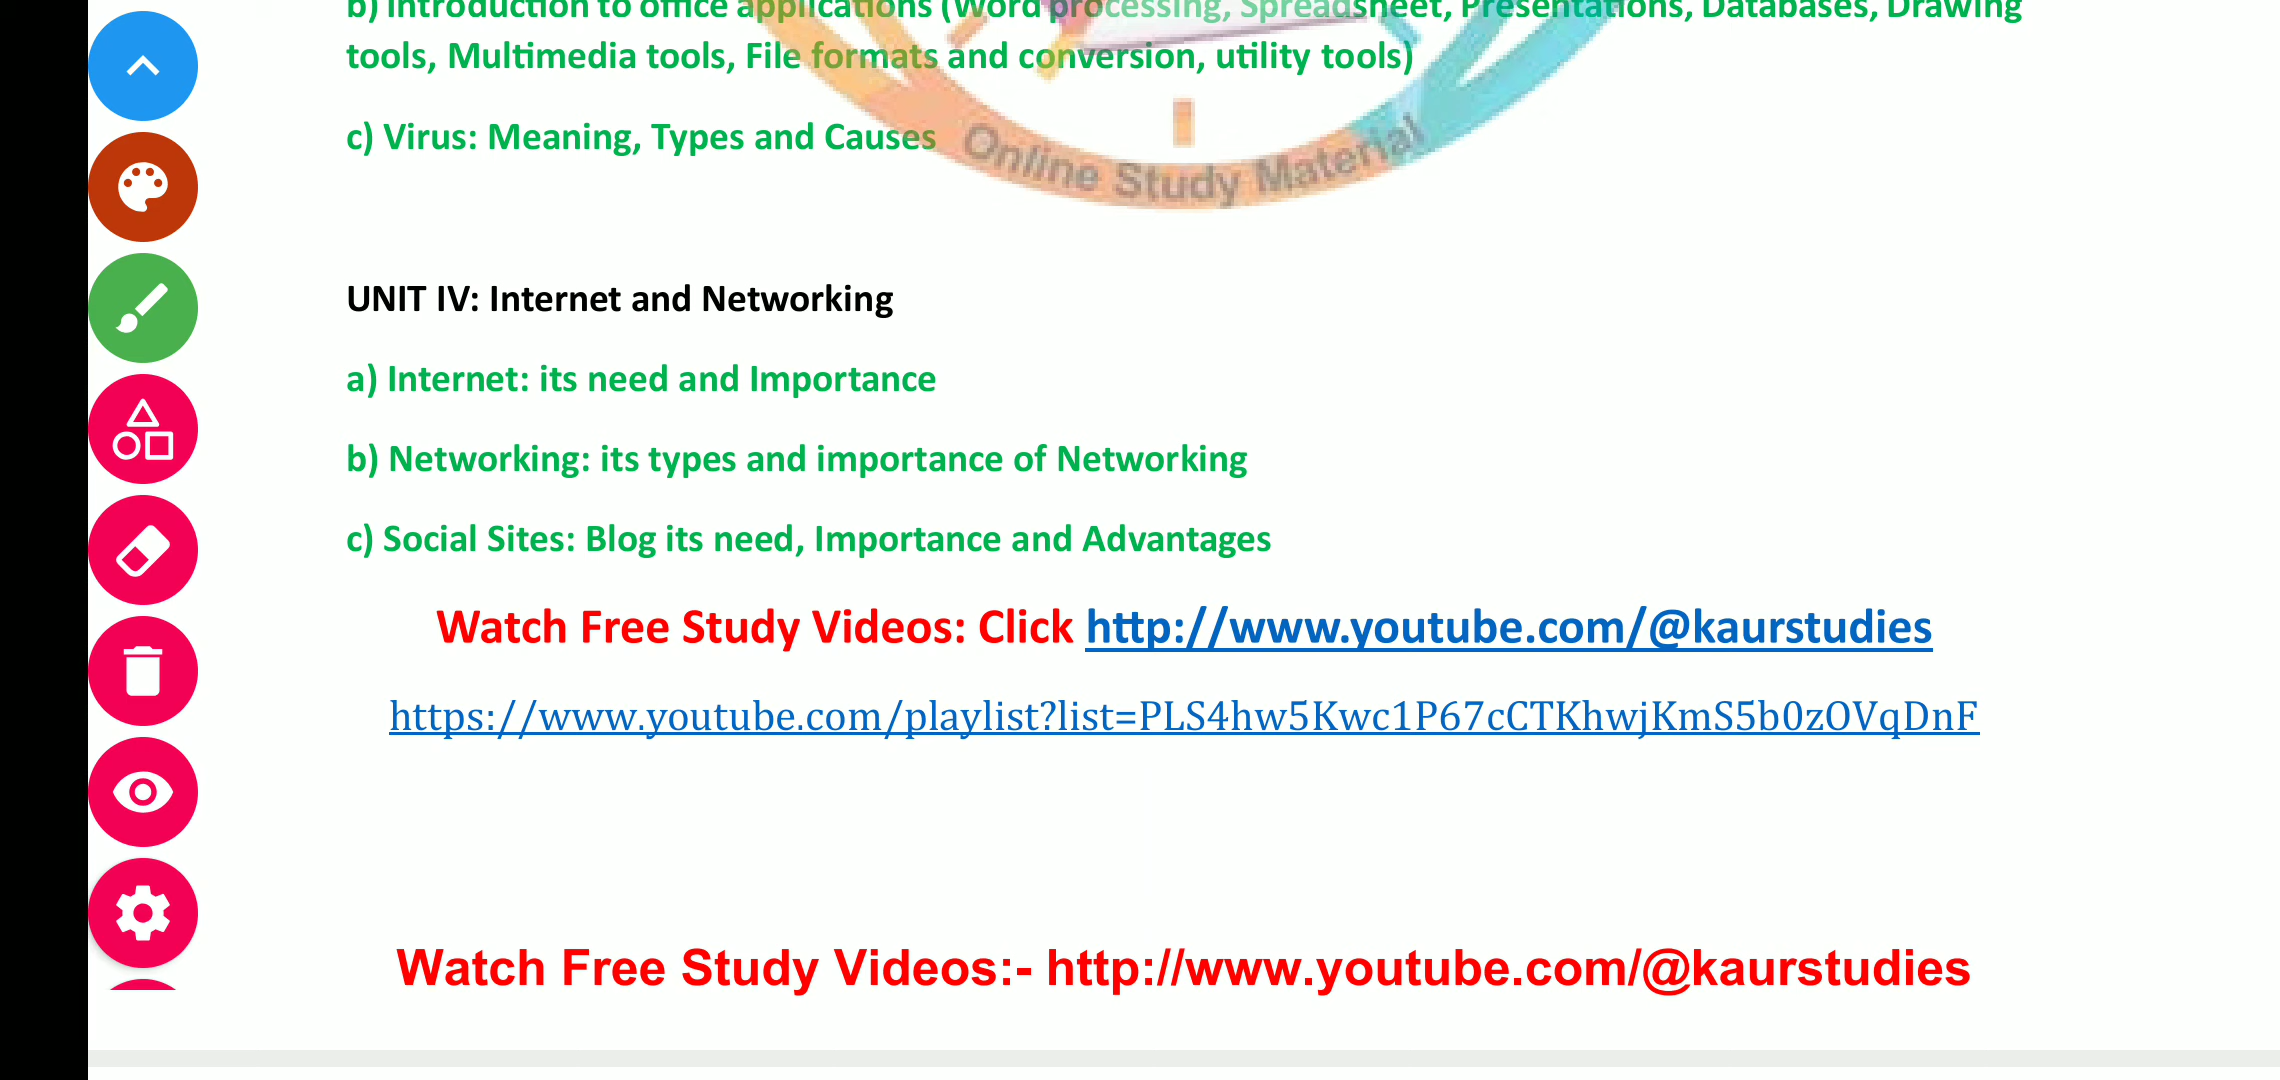 b) Introduction to office applications (Word processing, Spreadsheet, Presentations, Databases, Drawing
tools, Multimedia tools, File formats and conversion, utility tools)
c) Virus: Meaning, Types and Causes
Online Study Material
UNIT IV: Internet and Networking
a) Internet: its need and Importance
b) Networking: its types and importance of Networking
c) Social Sites: Blog its need, Importance and Advantages
Watch Free Study Videos: Click http://www.youtube.com/@kaurstudies
https://www.youtube.com/playlist?list=PLS4hw5Kwc1P67cCTKhwjKmS5b0zOVqDnF
Watch Free Study Videos:- http://www.youtube.com/@kaurstudies